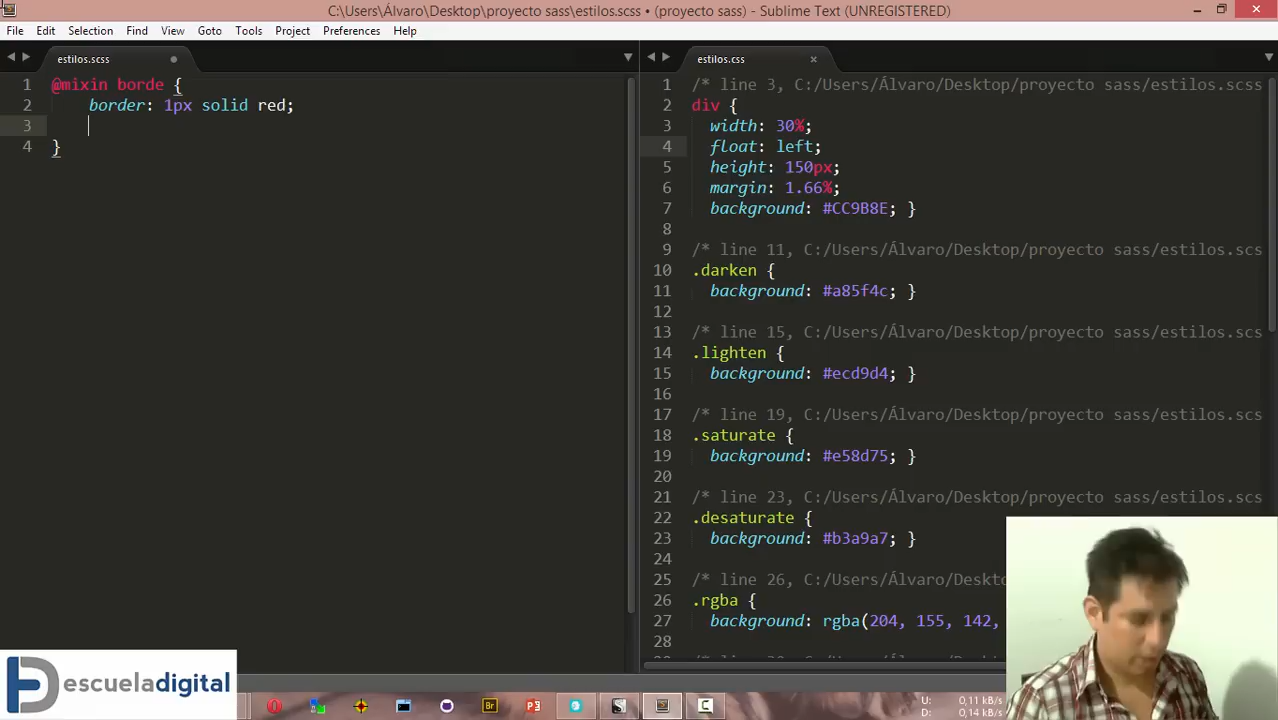 C:\Users\Álvaro\Desktop\proyecto sass\estilos.scss • (proyecto sass) - Sublime Text (UNREGISTERED)
File Edit Selection Find View Goto Tools Project Preferences Help
estilos.scss
1 @mixin borde {
2 border: 1px solid red;
3
4 }
estilos.css
1 /* line 3, C:/Users/Álvaro/Desktop/proyecto sass/estilos.scss
2 div {
3 width: 30%;
4 float: left;
5 height: 150px;
6 margin: 1.66%;
7 background: #CC9B8E; }
8
9 /* line 11, C:/Users/Álvaro/Desktop/proyecto sass/estilos.scs
10 .darken {
11 background: #a85f4c; }
12
13 /* line 15, C:/Users/Álvaro/Desktop/proyecto sass/estilos.scs
14 .lighten {
15 background: #ecd9d4; }
16
17 /* line 19, C:/Users/Álvaro/Desktop/proyecto sass/estilos.scs
18 .saturate {
19 background: #e58d75; }
20
21 /* line 23, C:/Users/Álvaro/Desktop/proyecto sass/estilos.scs
22 .desaturate {
23 background: #b3a9a7; }
24
25 /* line 26, C:/Users/Álvaro/Deskto
26 .rgba {
27 background: rgba(204, 155, 142,
28
escueladigital
Br
U: 0,11 kB/s
D: 0,14 kB/s